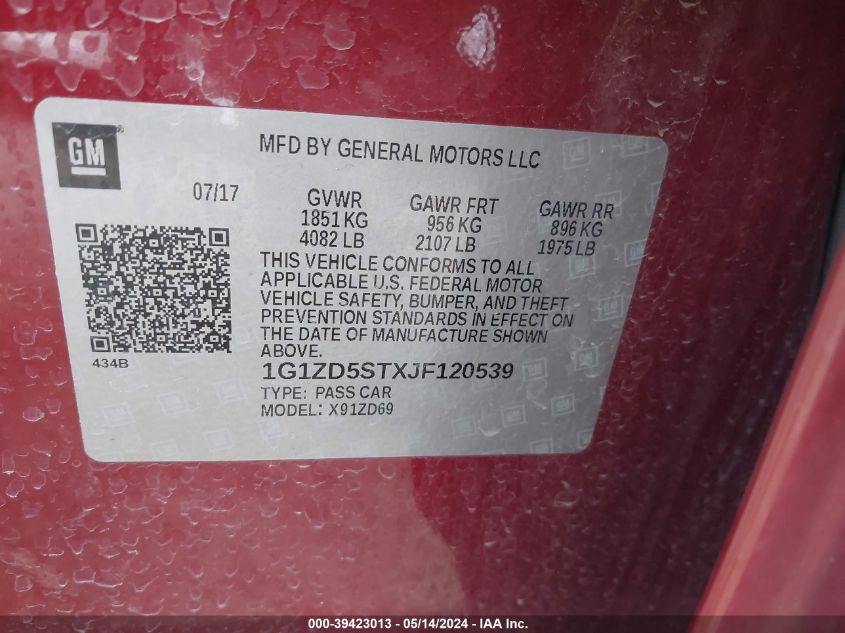 GM
MFD BY GENERAL MOTORS LLC
07/17
GVWR
1851 KG
4082 LB
GAWR FRT
956 KG
2107 LB
GAWR RR
896 KG
1975 LB
THIS VEHICLE CONFORMS TO ALL
APPLICABLE U.S. FEDERAL MOTOR
VEHICLE SAFETY, BUMPER, AND THEFT
PREVENTION STANDARDS IN EFFECT ON
THE DATE OF MANUFACTURE SHOWN
ABOVE.
434B
1G1ZD5STXJF120539
TYPE: PASS CAR
MODEL: X91ZD69
000-39423013 - 05/14/2024 - IAA Inc.